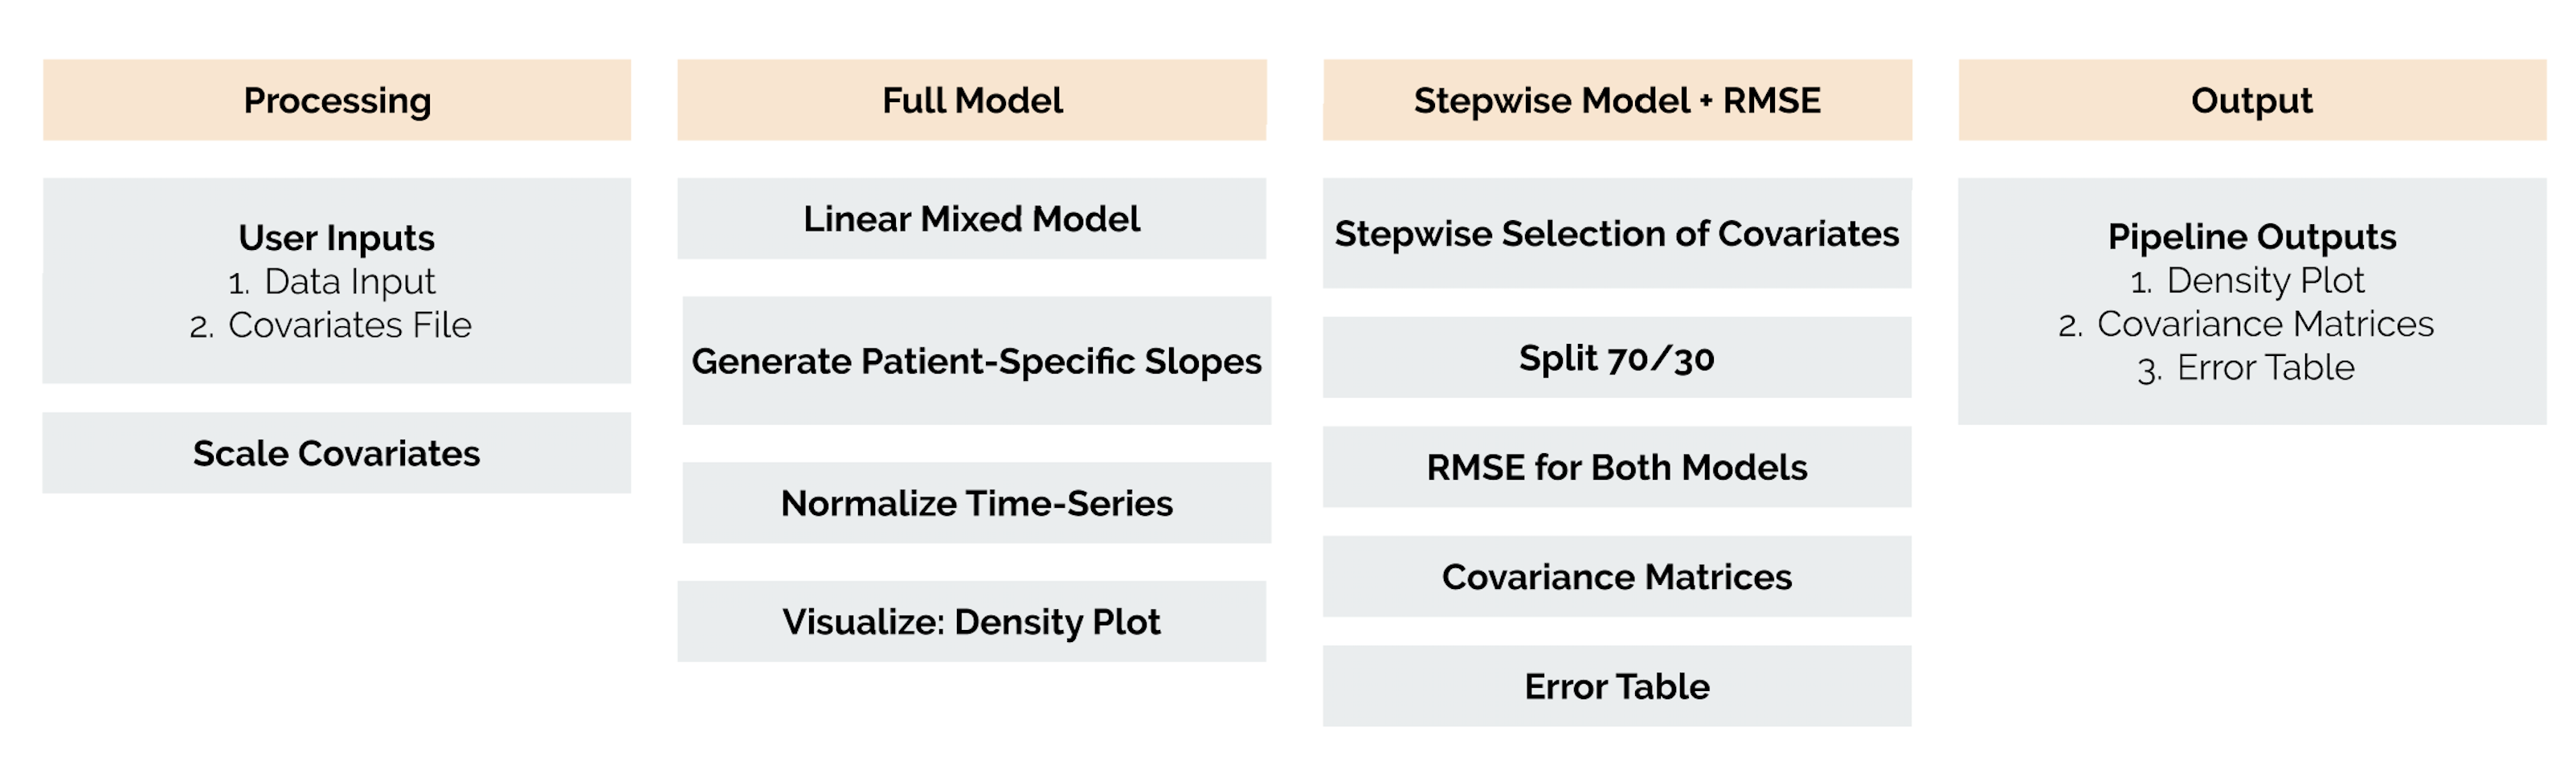 Processing
User Inputs
1. Data Input
2. Covariates File
Scale Covariates
Full Model
Linear Mixed Model
Generate Patient-Specific Slopes
Normalize Time-Series
Visualize: Density Plot
Stepwise Model + RMSE
Stepwise Selection of Covariates
Split 70/30
RMSE for Both Models
Covariance Matrices
Error Table
Output
Pipeline Outputs
1. Density Plot
2. Covariance Matrices
3. Error Table